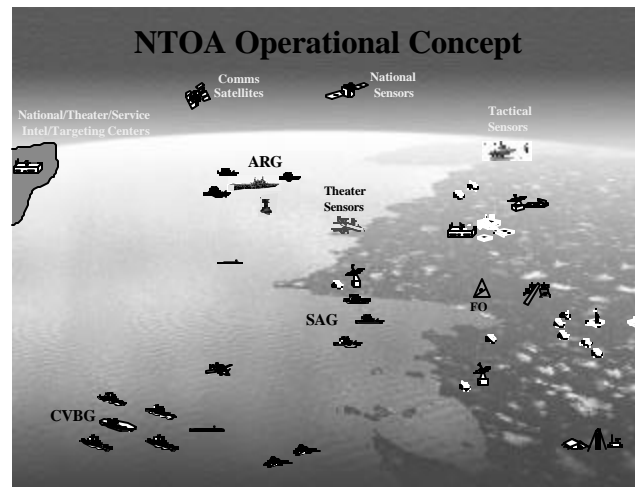 NTOA Operational Concept
Comms
Satellites
National
Sensors
National/Theater/Service
Intel/Targeting Centers
Tactical
Sensors
ARG
Theater
Sensors
FO
SAG
CVBG